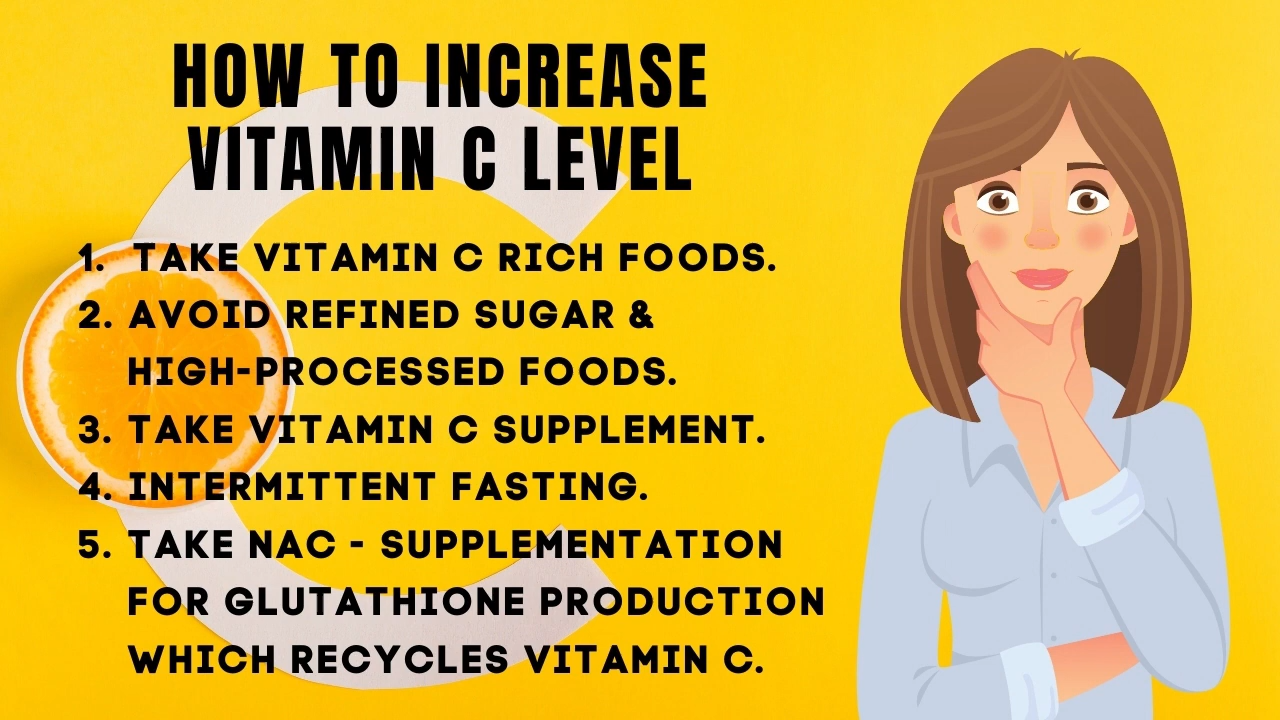 HOW TO INCREASE
VITAMIN C LEVEL
1. TAKE VITAMIN C RICH FOODS.
2. AVOID REFINED SUGAR &
HIGH-PROCESSED FOODS.
3. TAKE VITAMIN C SUPPLEMENT.
4. INTERMITTENT FASTING.
5. TAKE NAC - SUPPLEMENTATION
FOR GLUTATHIONE PRODUCTION
WHICH RECYCLES VITAMIN C.